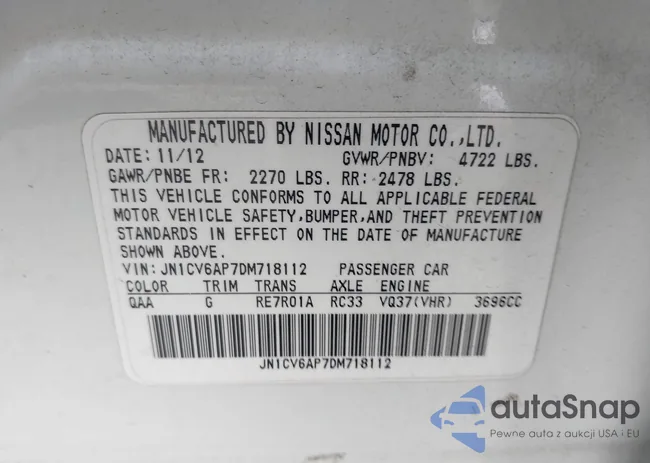 MANUFACTURED BY NISSAN MOTOR CO.,LTD.
DATE: 11/12 GVWR/PNBV: 4722 LBS.
GAWR/PNBE FR: 2270 LBS. RR: 2478 LBS.
THIS VEHICLE CONFORMS TO ALL APPLICABLE FEDERAL
MOTOR VEHICLE SAFETY,BUMPER,AND THEFT PREVENTION
STANDARDS IN EFFECT ON THE DATE OF MANUFACTURE
SHOWN ABOVE.
VIN: JN1CV6AP7DM718112 PASSENGER CAR
COLOR TRIM TRANS AXLE ENGINE
QAA G RE7R01A RC33 VQ37(VHR) 3696CC
JN1CV6AP7DM718112
autaSnap
Pewne auta z aukcji USA i EU